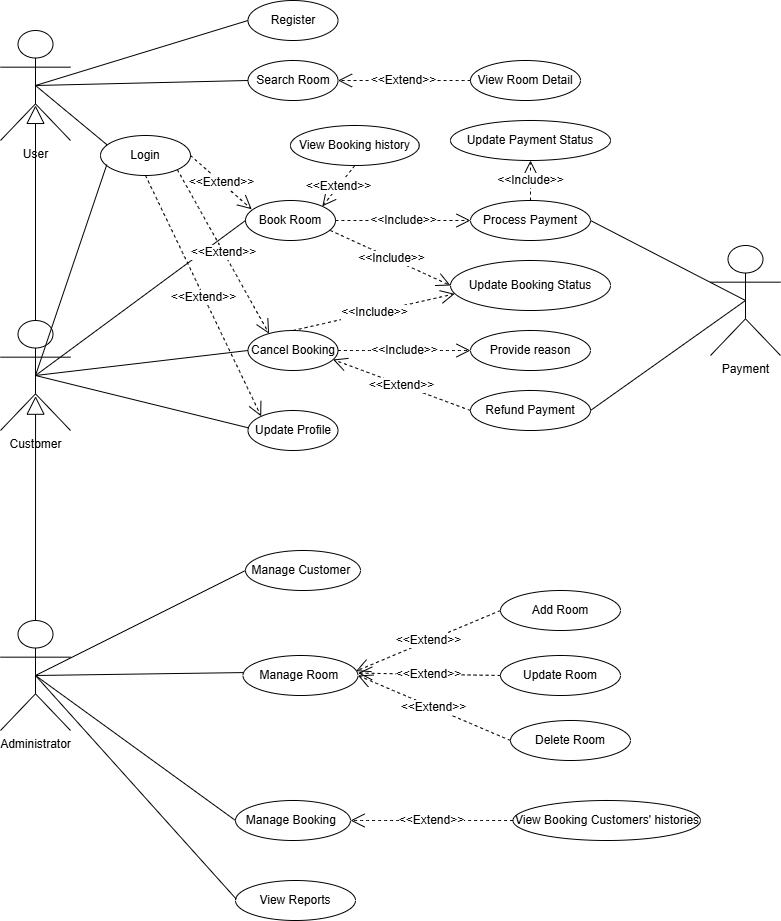 Register
Search Room
<<Extend>>
View Room Detail
User
Login
View Booking history
Update Payment Status
<<Extend>>
<<Extend>>
<<Include>>
Book Room
<<Include>>
Process Payment
<<Extend>>
<<Include>>
Update Booking Status
<<Extend>>
<<Include>>
Cancel Booking
<<Include>>
Provide reason
Payment
<<Extend>>
Refund Payment
Customer
Update Profile
Manage Customer
Add Room
<<Extend>>
Manage Room
<<Extend>>
Update Room
<<Extend>>
Delete Room
Administrator
Manage Booking
<<Extend>>
View Booking Customers' histories
View Reports